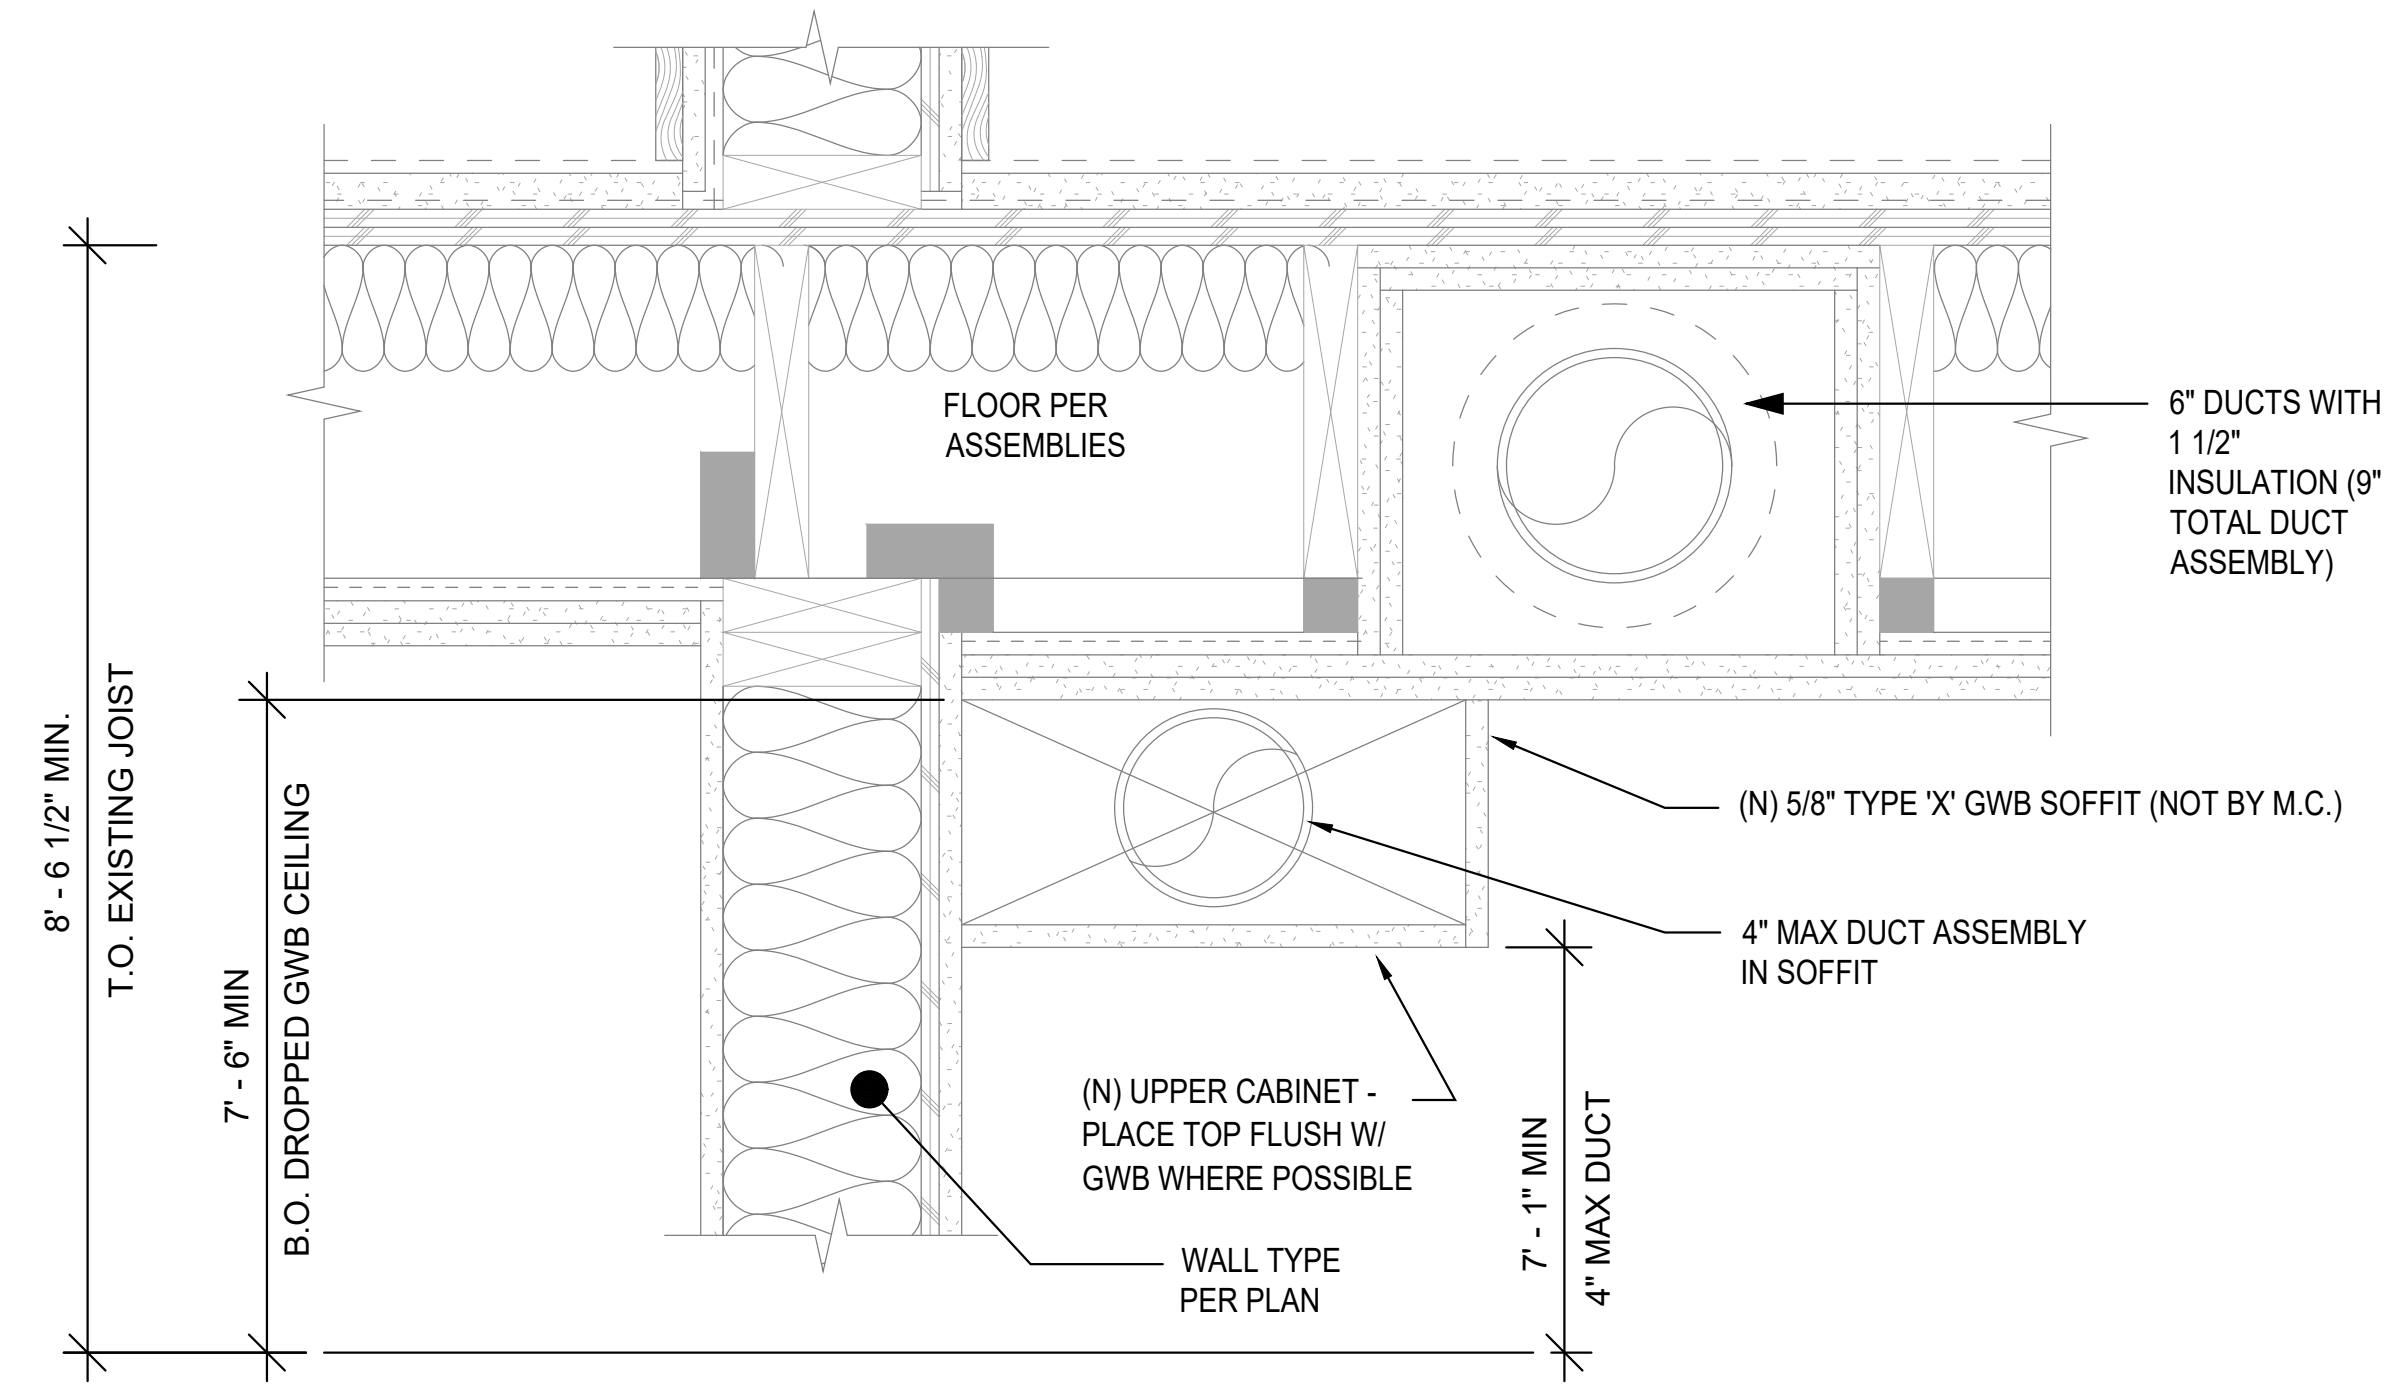 FLOOR PER
ASSEMBLIES
6" DUCTS WITH
1 1/2"
INSULATION (9"
TOTAL DUCT
ASSEMBLY)
8' - 6 1/2" MIN.
T.O. EXISTING JOIST
7' - 6" MIN
B.O. DROPPED GWB CEILING
(N) 5/8" TYPE 'X' GWB SOFFIT (NOT BY M.C.)
4" MAX DUCT ASSEMBLY
IN SOFFIT
(N) UPPER CABINET -
PLACE TOP FLUSH W/
GWB WHERE POSSIBLE
7' - 1" MIN
4" MAX DUCT
WALL TYPE
PER PLAN